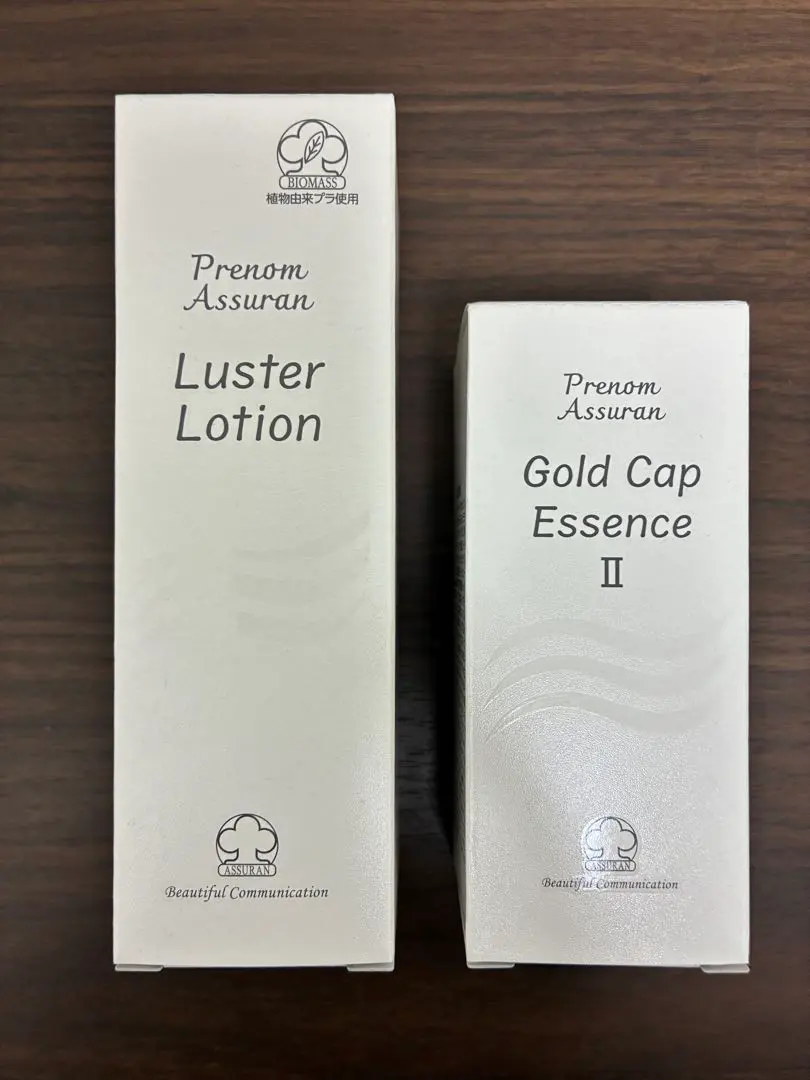 BIOMASS
植物由来プラ使用
Prenom
Assuran
Luster
Lotion
ASSURAN
Beautiful Communication
Prenom
Assuran
Gold Cap
Essence
Ⅱ
ASSURAN
Beautiful Communication